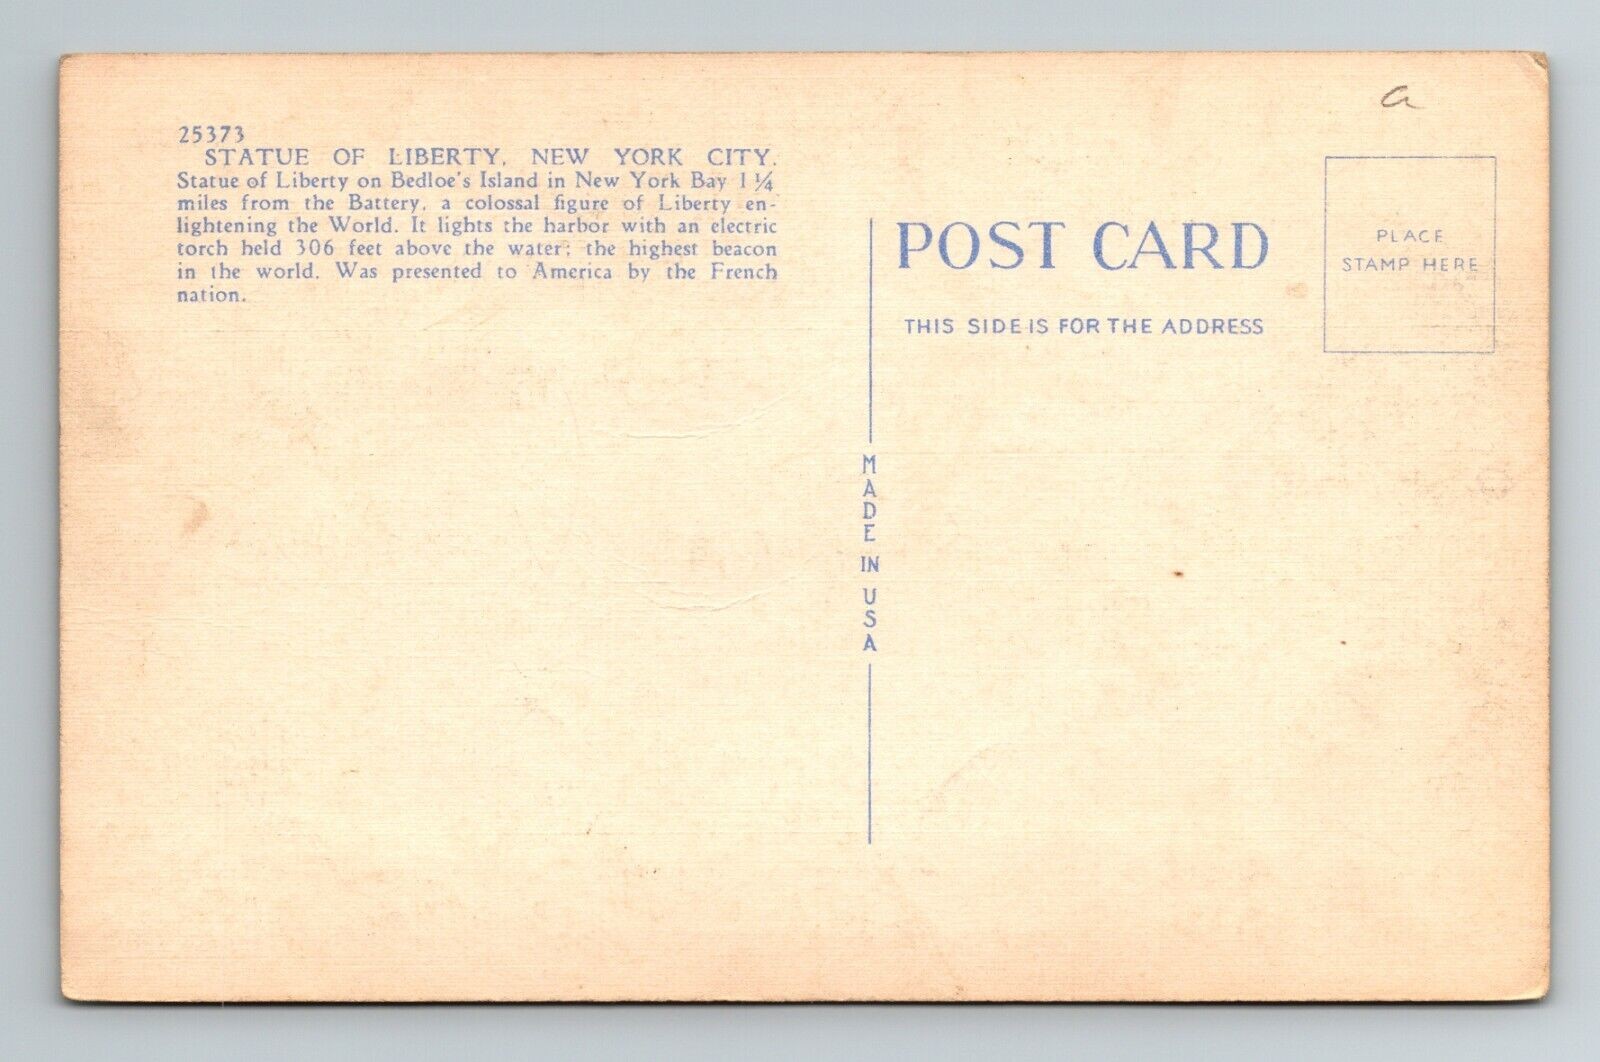 25373
STATUE OF LIBERTY, NEW YORK CITY.
Statue of Liberty on Bedloe's Island in New York Bay 1 ¼
miles from the Battery, a colossal figure of Liberty en-
lightening the World. It lights the harbor with an electric
torch held 306 feet above the water; the highest beacon
in the world. Was presented to America by the French
nation.
POST CARD
THIS SIDE IS FOR THE ADDRESS
MADE IN USA
a
PLACE
STAMP HERE